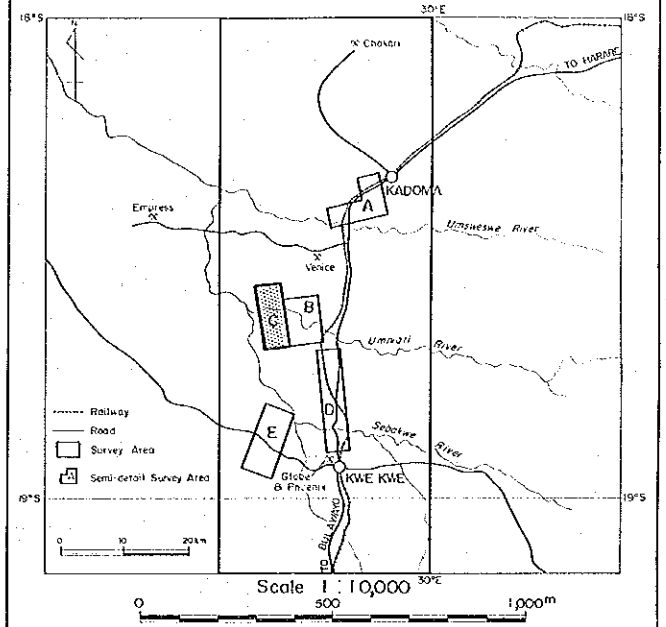 30°E
18°S
18°S
N
Chakari
TO HARARE
KADOMA
A
Empress
Umsweswe River
Venice
B
C
Umniati River
D
Railway
Road
Survey Area
A Semi-detail Survey Area
E
Sebakwe River
Globe & Phoenix
KWE KWE
19°S
19°S
0 10 20km
TO BULAWAYO
Scale 1:10,000
30°E
0 500 1,000m